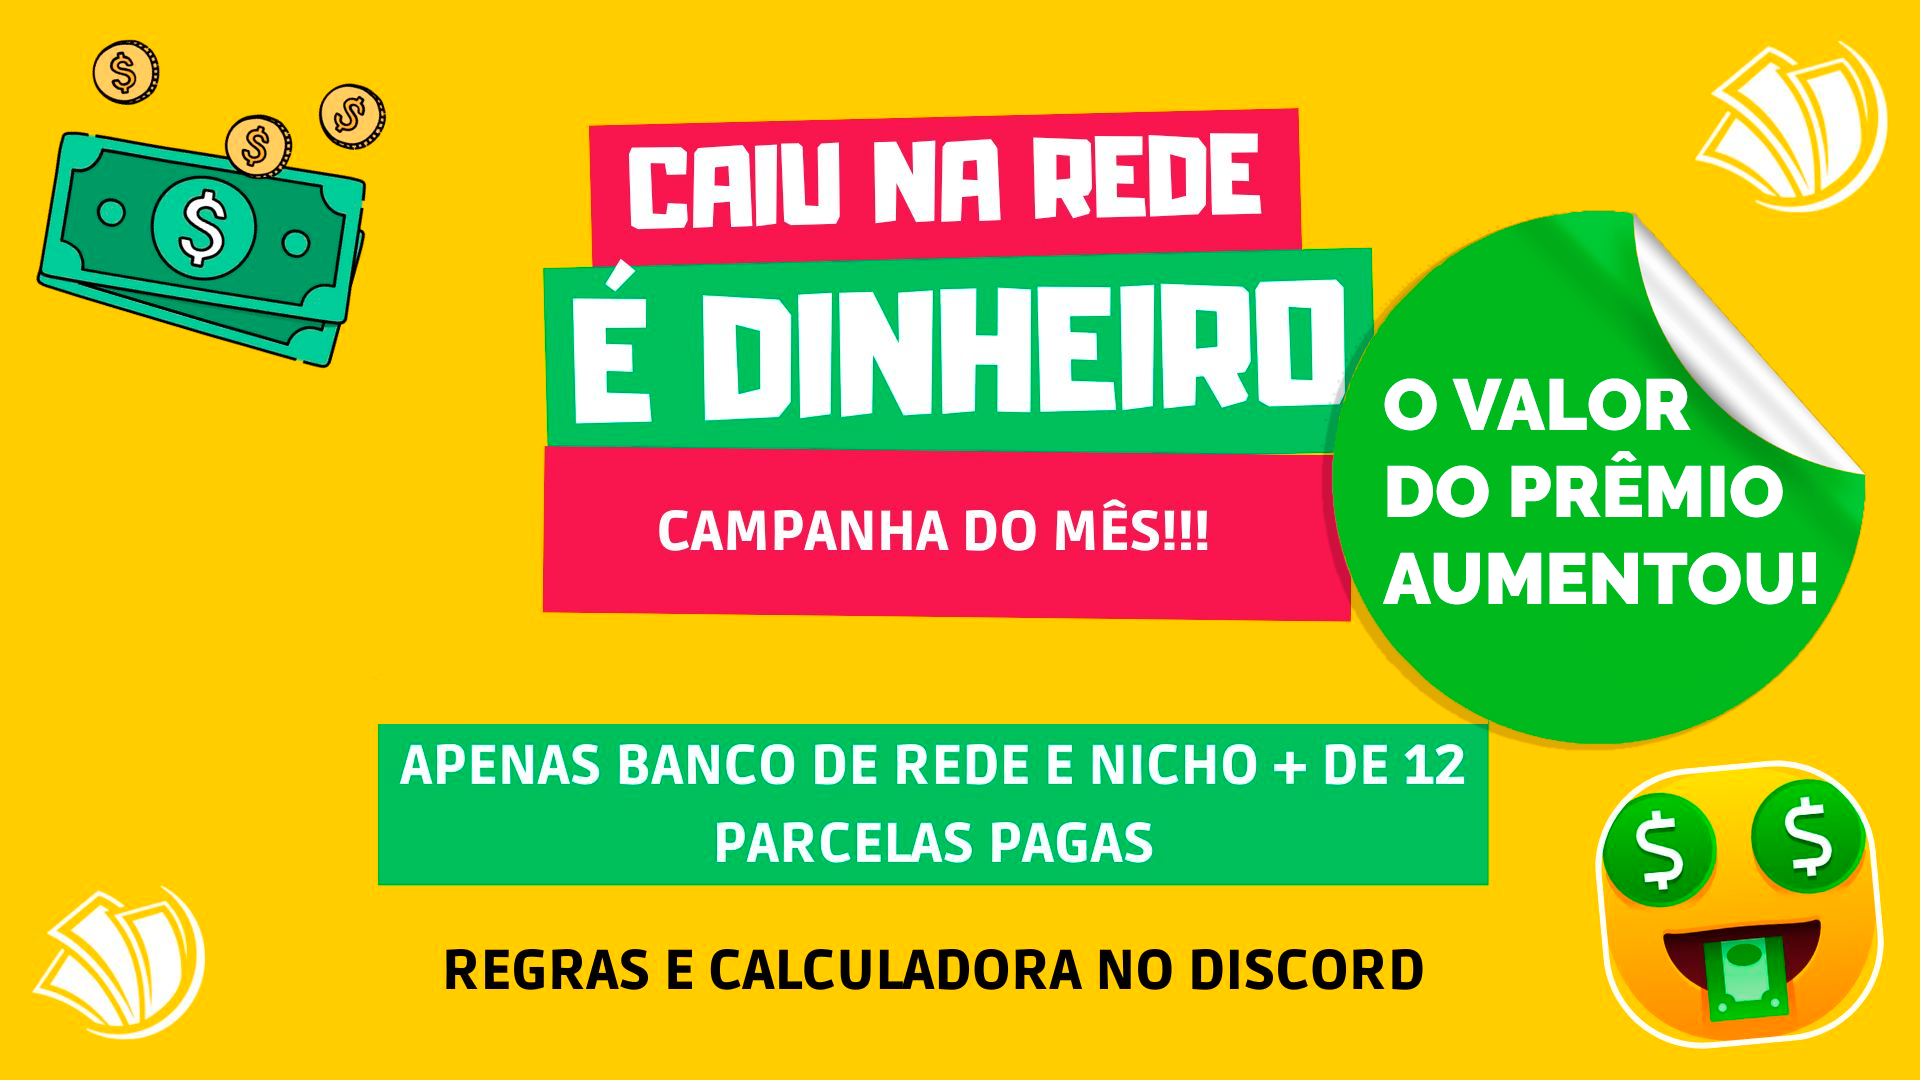 CAIU NA REDE
É DINHEIRO
CAMPANHA DO MÊS!!!
O VALOR
DO PRÊMIO
AUMENTOU!
APENAS BANCO DE REDE E NICHO + DE 12
PARCELAS PAGAS
REGRAS E CALCULADORA NO DISCORD